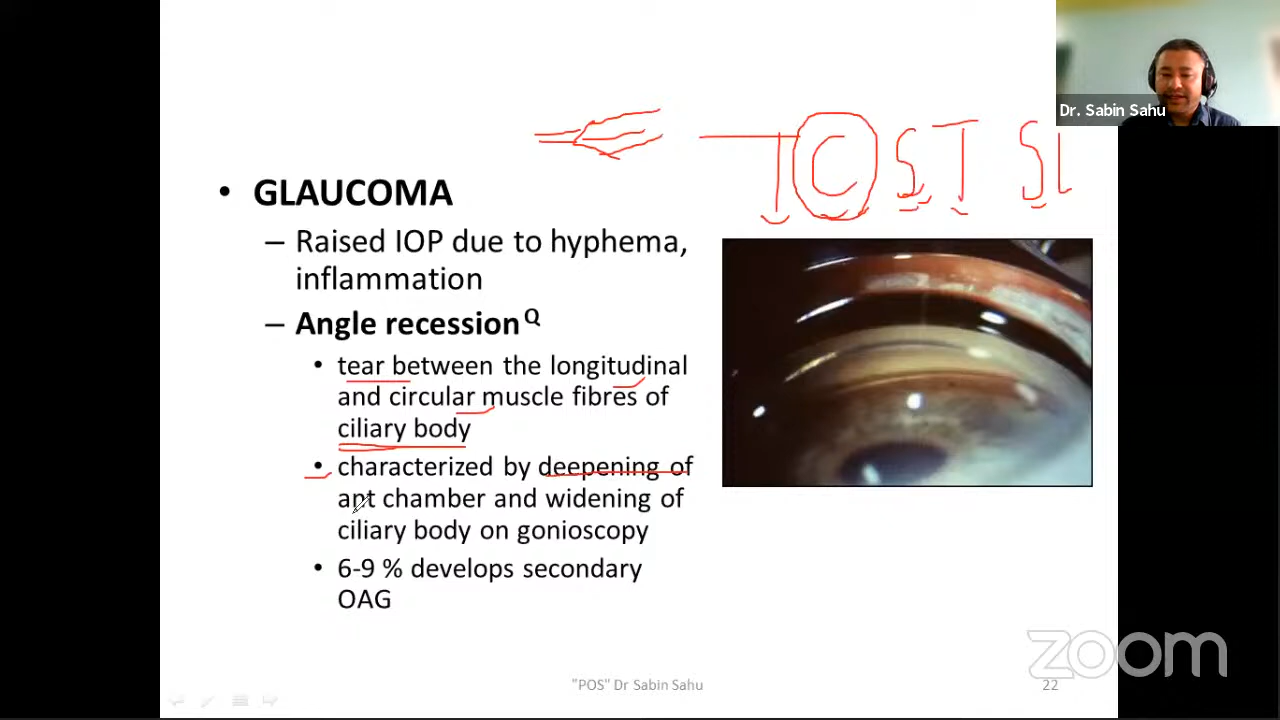 Dr. Sabin Sahu
I C S T SL
• GLAUCOMA
– Raised IOP due to hyphema,
inflammation
– Angle recession Q
• tear between the longitudinal
and circular muscle fibres of
ciliary body
• characterized by deepening of
ant chamber and widening of
ciliary body on gonioscopy
• 6-9 % develops secondary
OAG
"POS" Dr Sabin Sahu
22
zoom